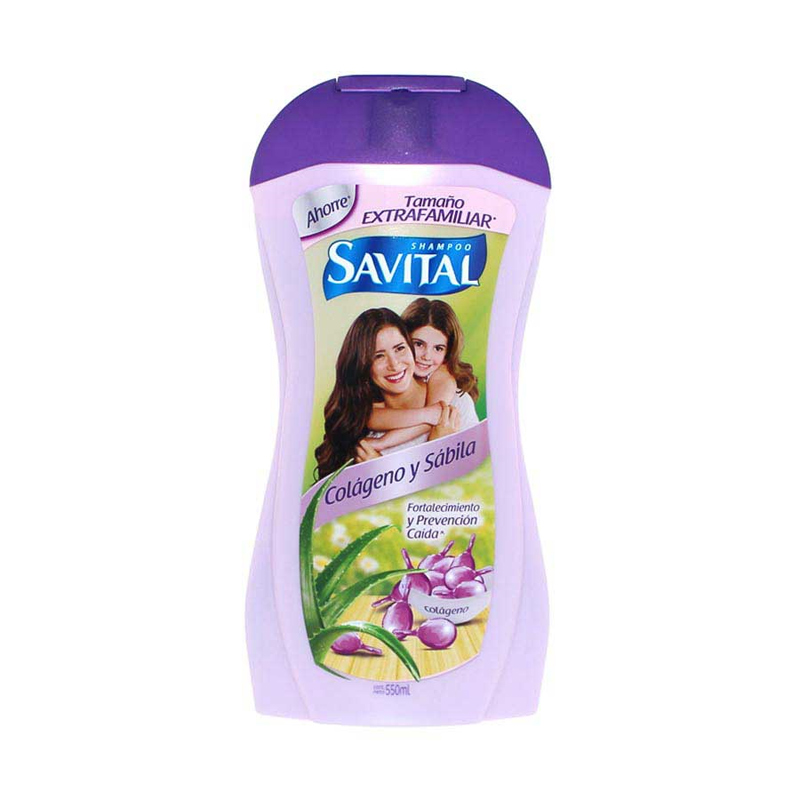 Ahorre*
Tamaño
EXTRAFAMILIAR*
SHAMPOO
SAVITAL
Colágeno y Sábila
Fortalecimiento
y Prevención
Caída^
colágeno
550ml